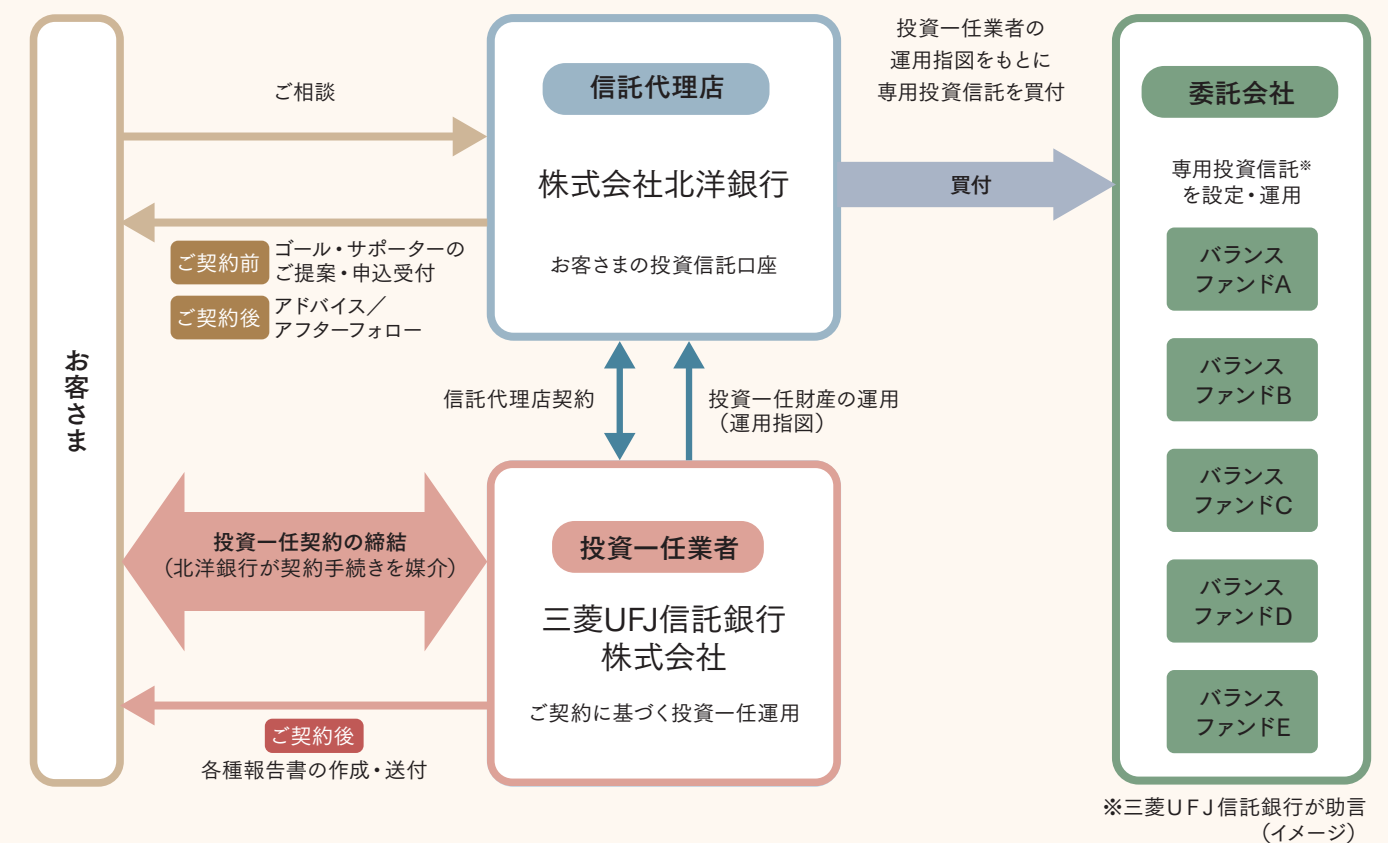 お客さま
ご相談
ご契約前
ゴール・サポーターの
ご提案・申込受付
ご契約後
アドバイス／
アフターフォロー
信託代理店
株式会社北洋銀行
お客さまの投資信託口座
投資一任業者の
運用指図をもとに
専用投資信託を買付
買付
信託代理店契約
投資一任財産の運用
（運用指図）
投資一任契約の締結
（北洋銀行が契約手続きを媒介）
ご契約後
各種報告書の作成・送付
投資一任業者
三菱UFJ信託銀行
株式会社
ご契約に基づく投資一任運用
委託会社
専用投資信託※
を設定・運用
バランス
ファンドA
バランス
ファンドB
バランス
ファンドC
バランス
ファンドD
バランス
ファンドE
※三菱UFJ信託銀行が助言
（イメージ）